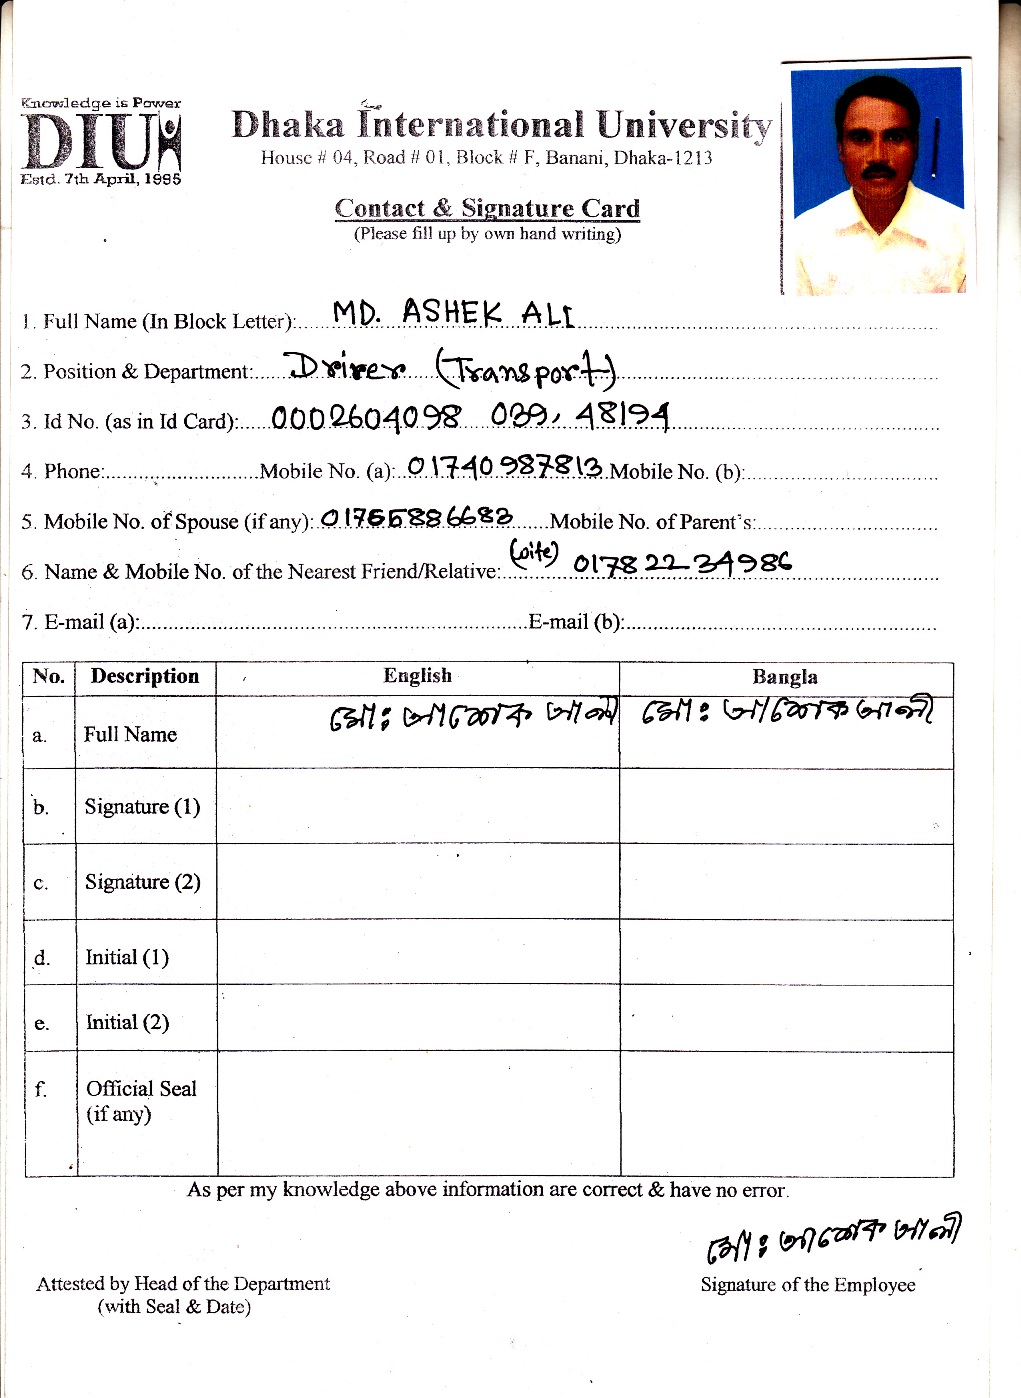 Knowledge is Power
DIU
Estd. 7th April, 1995
Dhaka International University
House # 04, Road # 01, Block # F, Banani, Dhaka-1213
Contact & Signature Card
(Please fill up by own hand writing)
1. Full Name (In Block Letter): MD. ASHEK ALI
2. Position & Department: Driver (Transport)
3. Id No. (as in Id Card): 0002604098 039, 48194
4. Phone: Mobile No. (a): 01740987813 Mobile No. (b):
5. Mobile No. of Spouse (if any): Mobile No. of Parent's:
6. Name & Mobile No. of the Nearest Friend/Relative: 0178 22 34986
7. E-mail (a): E-mail (b):
No. Description English Bangla
a. Full Name মোঃ আশেক আলী মোঃ আশেক আলী
b. Signature (1)
c. Signature (2)
d. Initial (1)
e. Initial (2)
f. Official Seal
(if any)
As per my knowledge above information are correct & have no error.
মোঃ আশেক আলী
Attested by Head of the Department Signature of the Employee
(with Seal & Date)